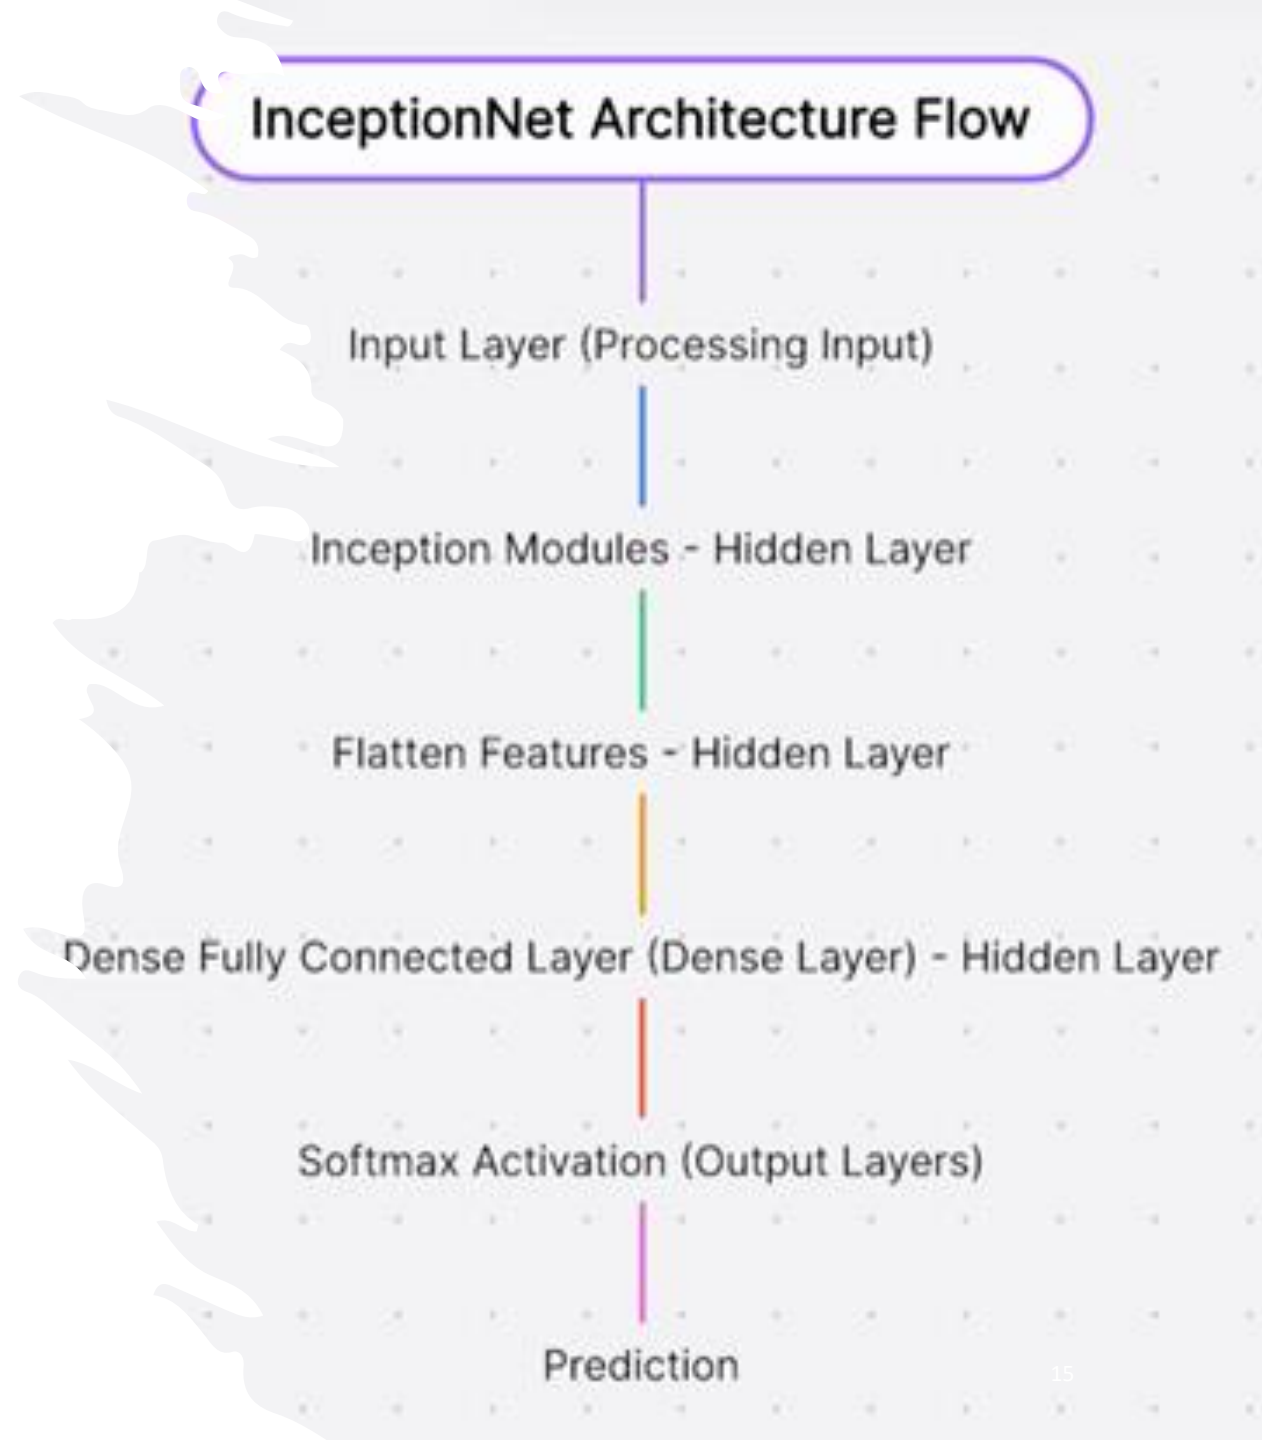 InceptionNet Architecture Flow
Input Layer (Processing Input)
Inception Modules - Hidden Layer
Flatten Features - Hidden Layer
Dense Fully Connected Layer (Dense Layer) - Hidden Layer
Softmax Activation (Output Layers)
Prediction
15